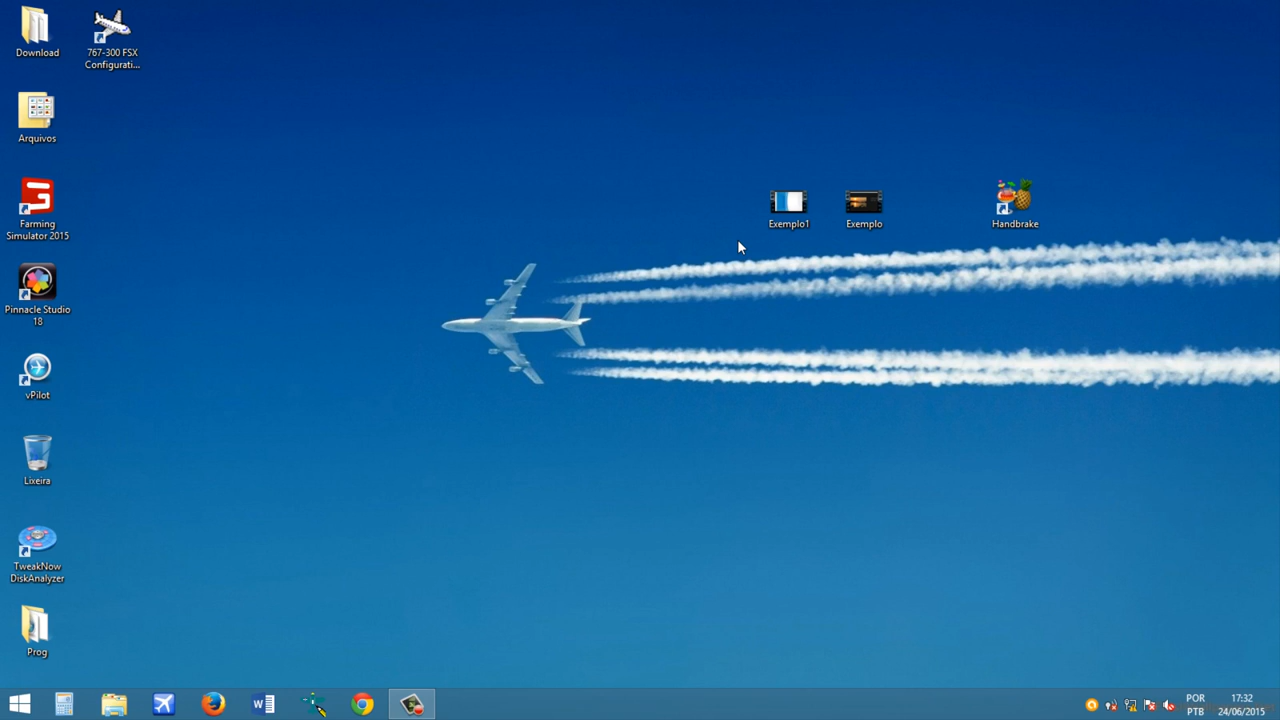 Download
767-300 FSX
Configurati...
Arquivos
Exemplo1
Exemplo
Handbrake
Farming
Simulator 2015
Pinnacle Studio
18
vPilot
Lixeira
TweakNow
DiskAnalyzer
Prog
POR
PTB
17:32
24/06/2015